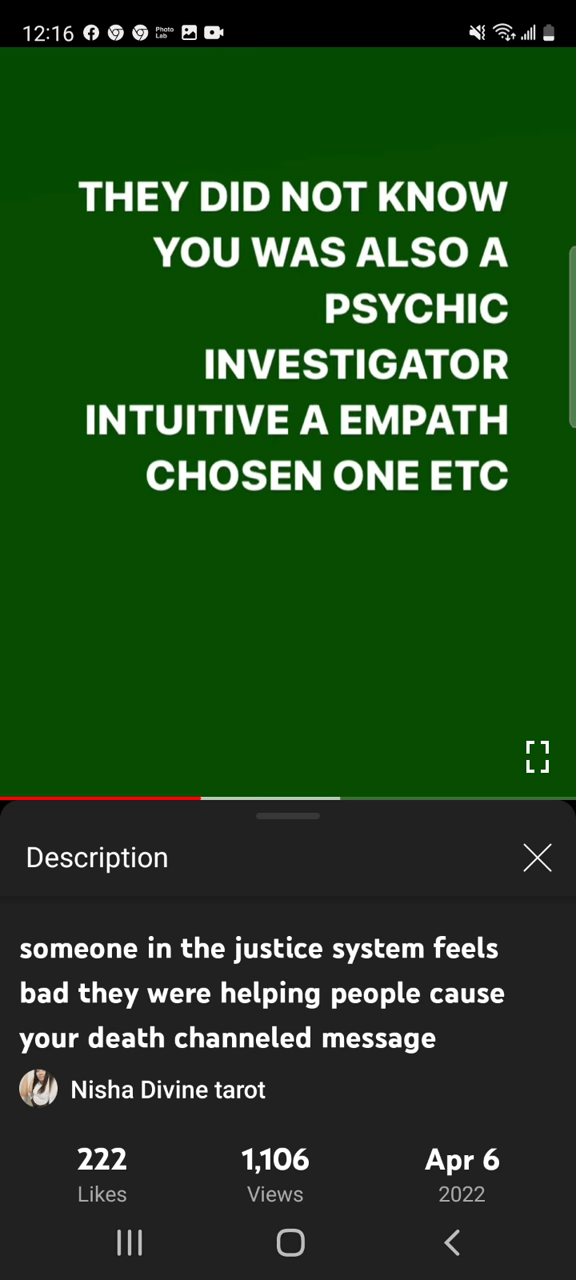 12:16
Photo
Lab
THEY DID NOT KNOW
YOU WAS ALSO A
PSYCHIC
INVESTIGATOR
INTUITIVE A EMPATH
CHOSEN ONE ETC
Description
someone in the justice system feels
bad they were helping people cause
your death channeled message
Nisha Divine tarot
222 1,106 Apr 6
Likes Views 2022